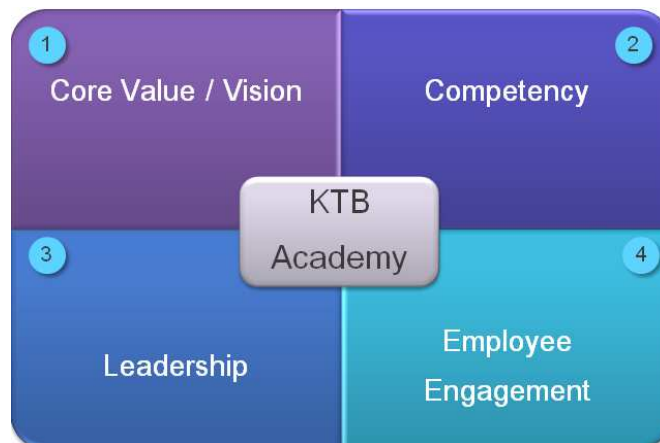 1
Core Value / Vision
2
Competency
KTB
Academy
3
Leadership
4
Employee
Engagement